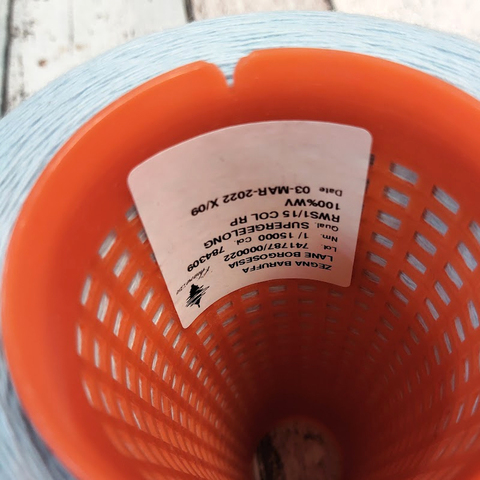 ZEGNA BARUFFA
LANE BORGOSESIA
Lot. 741787/000022
Nm. 1/ 15000 Col. 784309
Qual SUPERGEELONG
RWS1/15 COL RP
100%WV
Date 03-MAR-2022 X/09